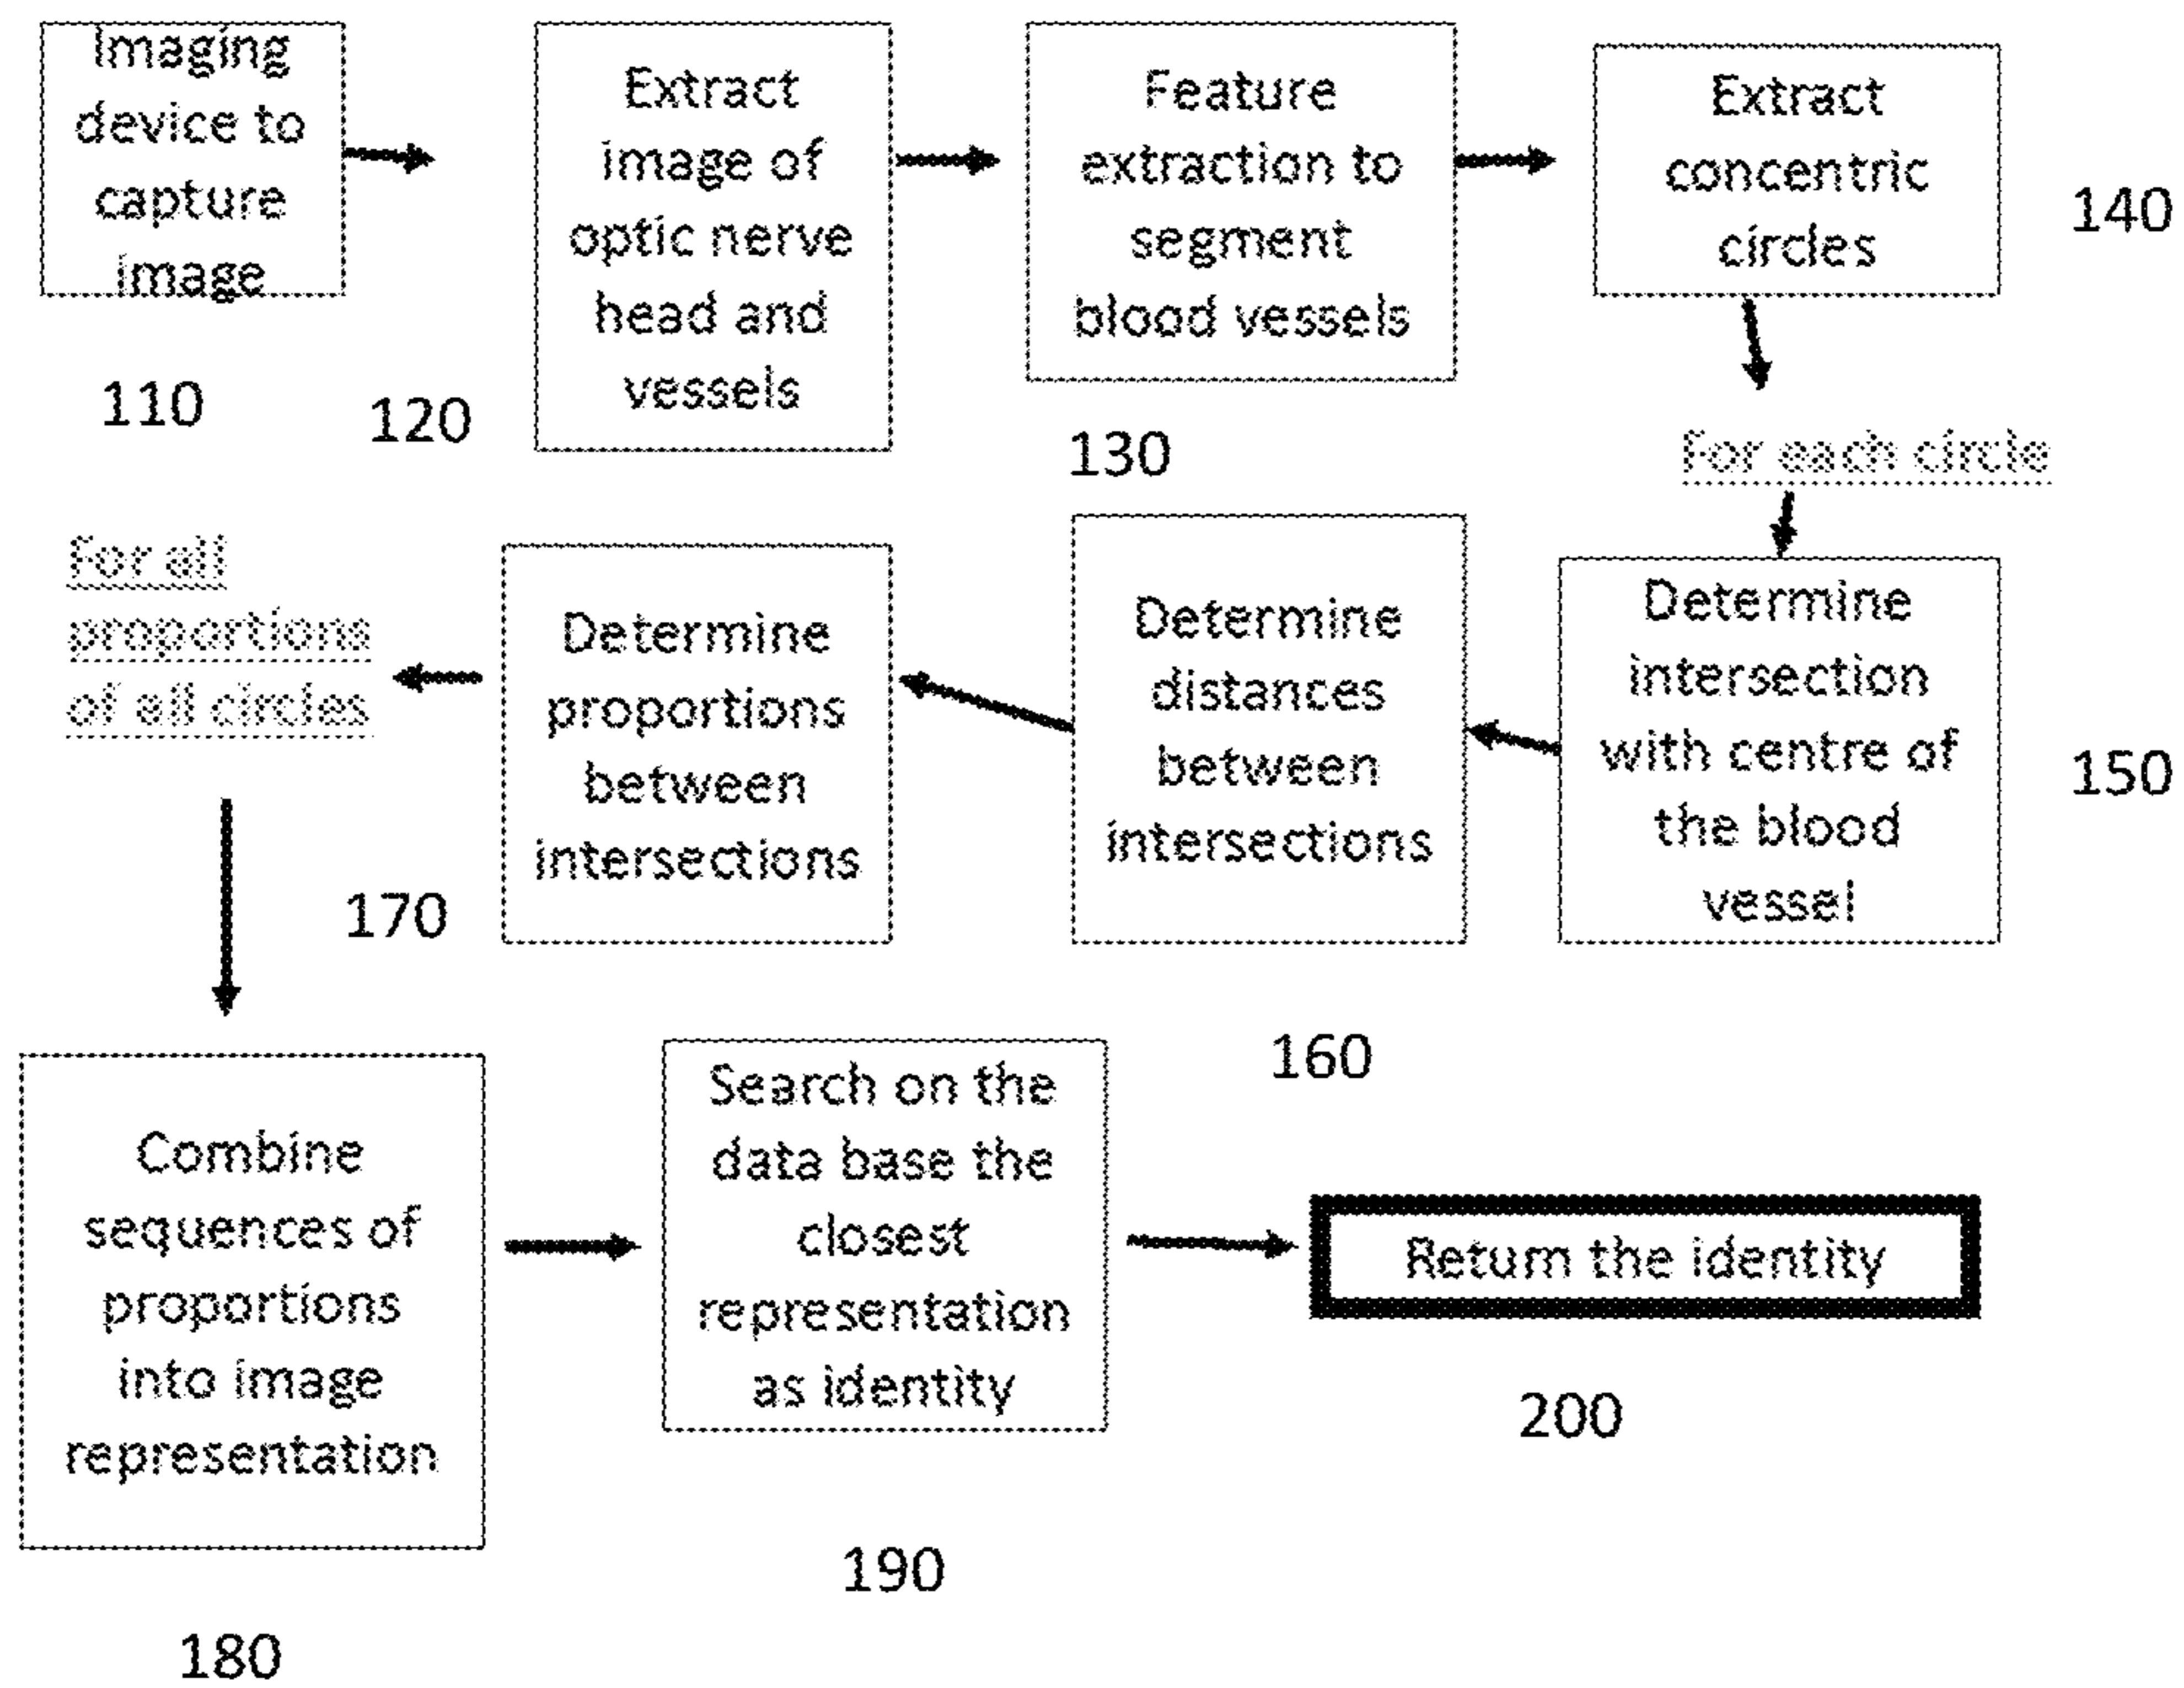 Imaging
device to
capture
image
110
Extract
image of
optic nerve
head and
vessels
120
Feature
extraction to
segment
blood vessels
130
Extract
concentric
circles
140
For each circle
Determine
intersection
with centre of
the blood
vessel
150
Determine
distances
between
intersections
160
Determine
proportions
between
intersections
170
For all
proportions
of all circles
Combine
sequences of
proportions
into image
representation
180
Search on the
data base the
closest
representation
as identity
190
Return the identity
200